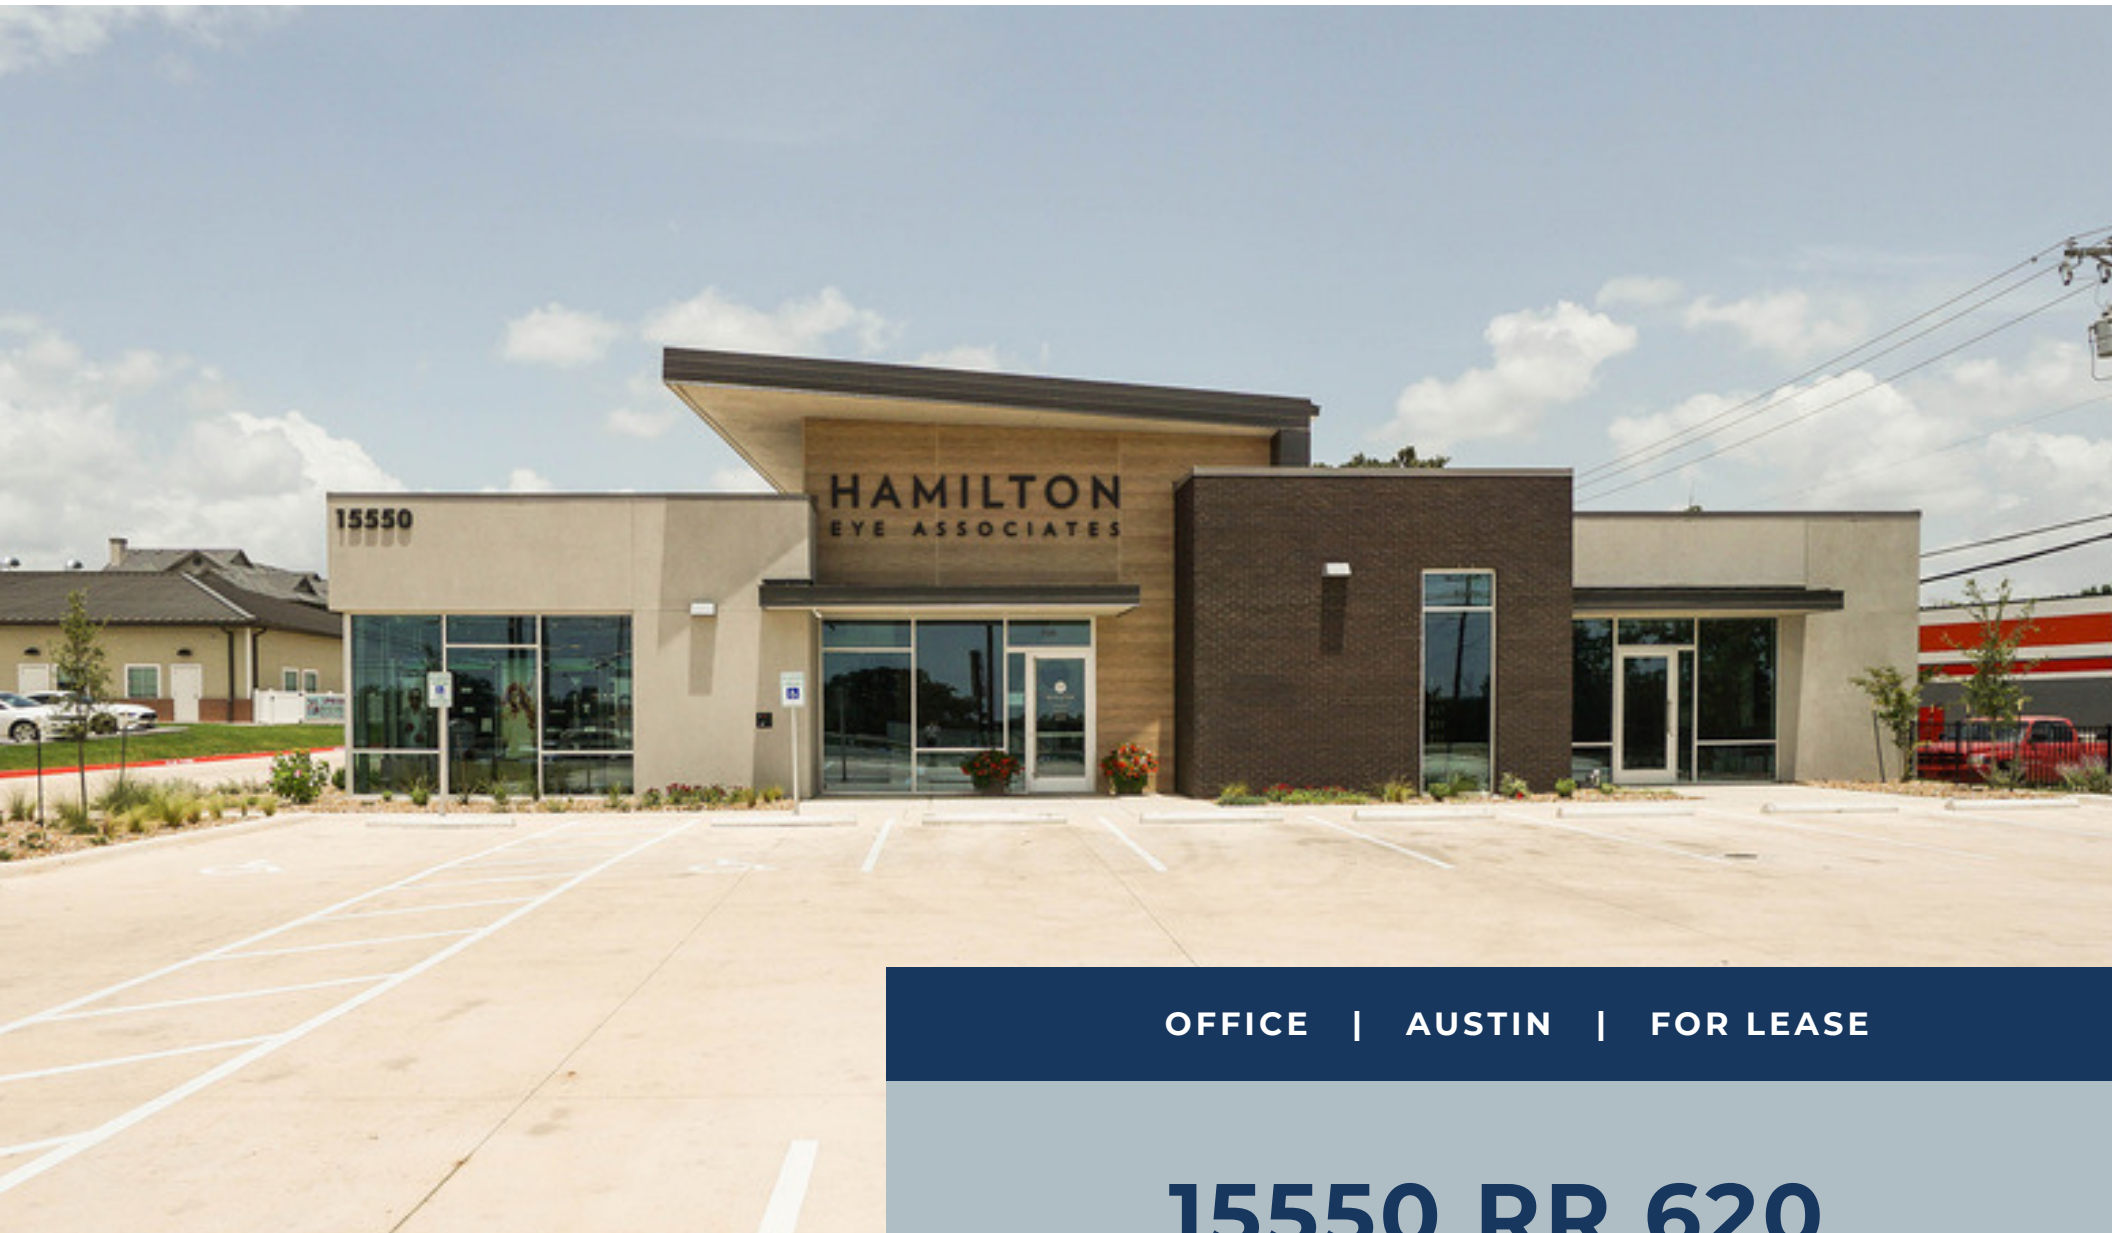 15550
HAMILTON
EYE ASSOCIATES
OFFICE | AUSTIN | FOR LEASE
15550 RR 620